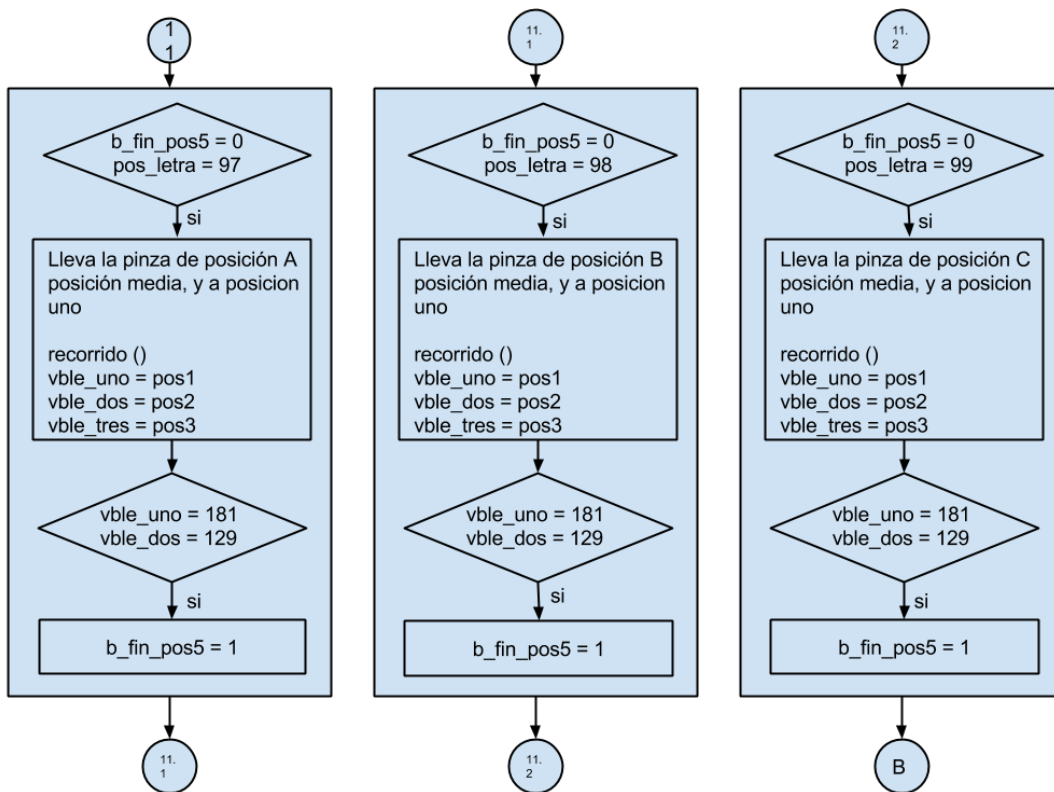 1
1
b_fin_pos5 = 0
pos_letra = 97
si
Lleva la pinza de posición A
posición media, y a posicion
uno
recorrido ()
vble_uno = pos1
vble_dos = pos2
vble_tres = pos3
vble_uno = 181
vble_dos = 129
si
b_fin_pos5 = 1
11.
1
11.
1
b_fin_pos5 = 0
pos_letra = 98
si
Lleva la pinza de posición B
posición media, y a posicion
uno
recorrido ()
vble_uno = pos1
vble_dos = pos2
vble_tres = pos3
vble_uno = 181
vble_dos = 129
si
b_fin_pos5 = 1
11.
2
11.
2
b_fin_pos5 = 0
pos_letra = 99
si
Lleva la pinza de posición C
posición media, y a posicion
uno
recorrido ()
vble_uno = pos1
vble_dos = pos2
vble_tres = pos3
vble_uno = 181
vble_dos = 129
si
b_fin_pos5 = 1
B